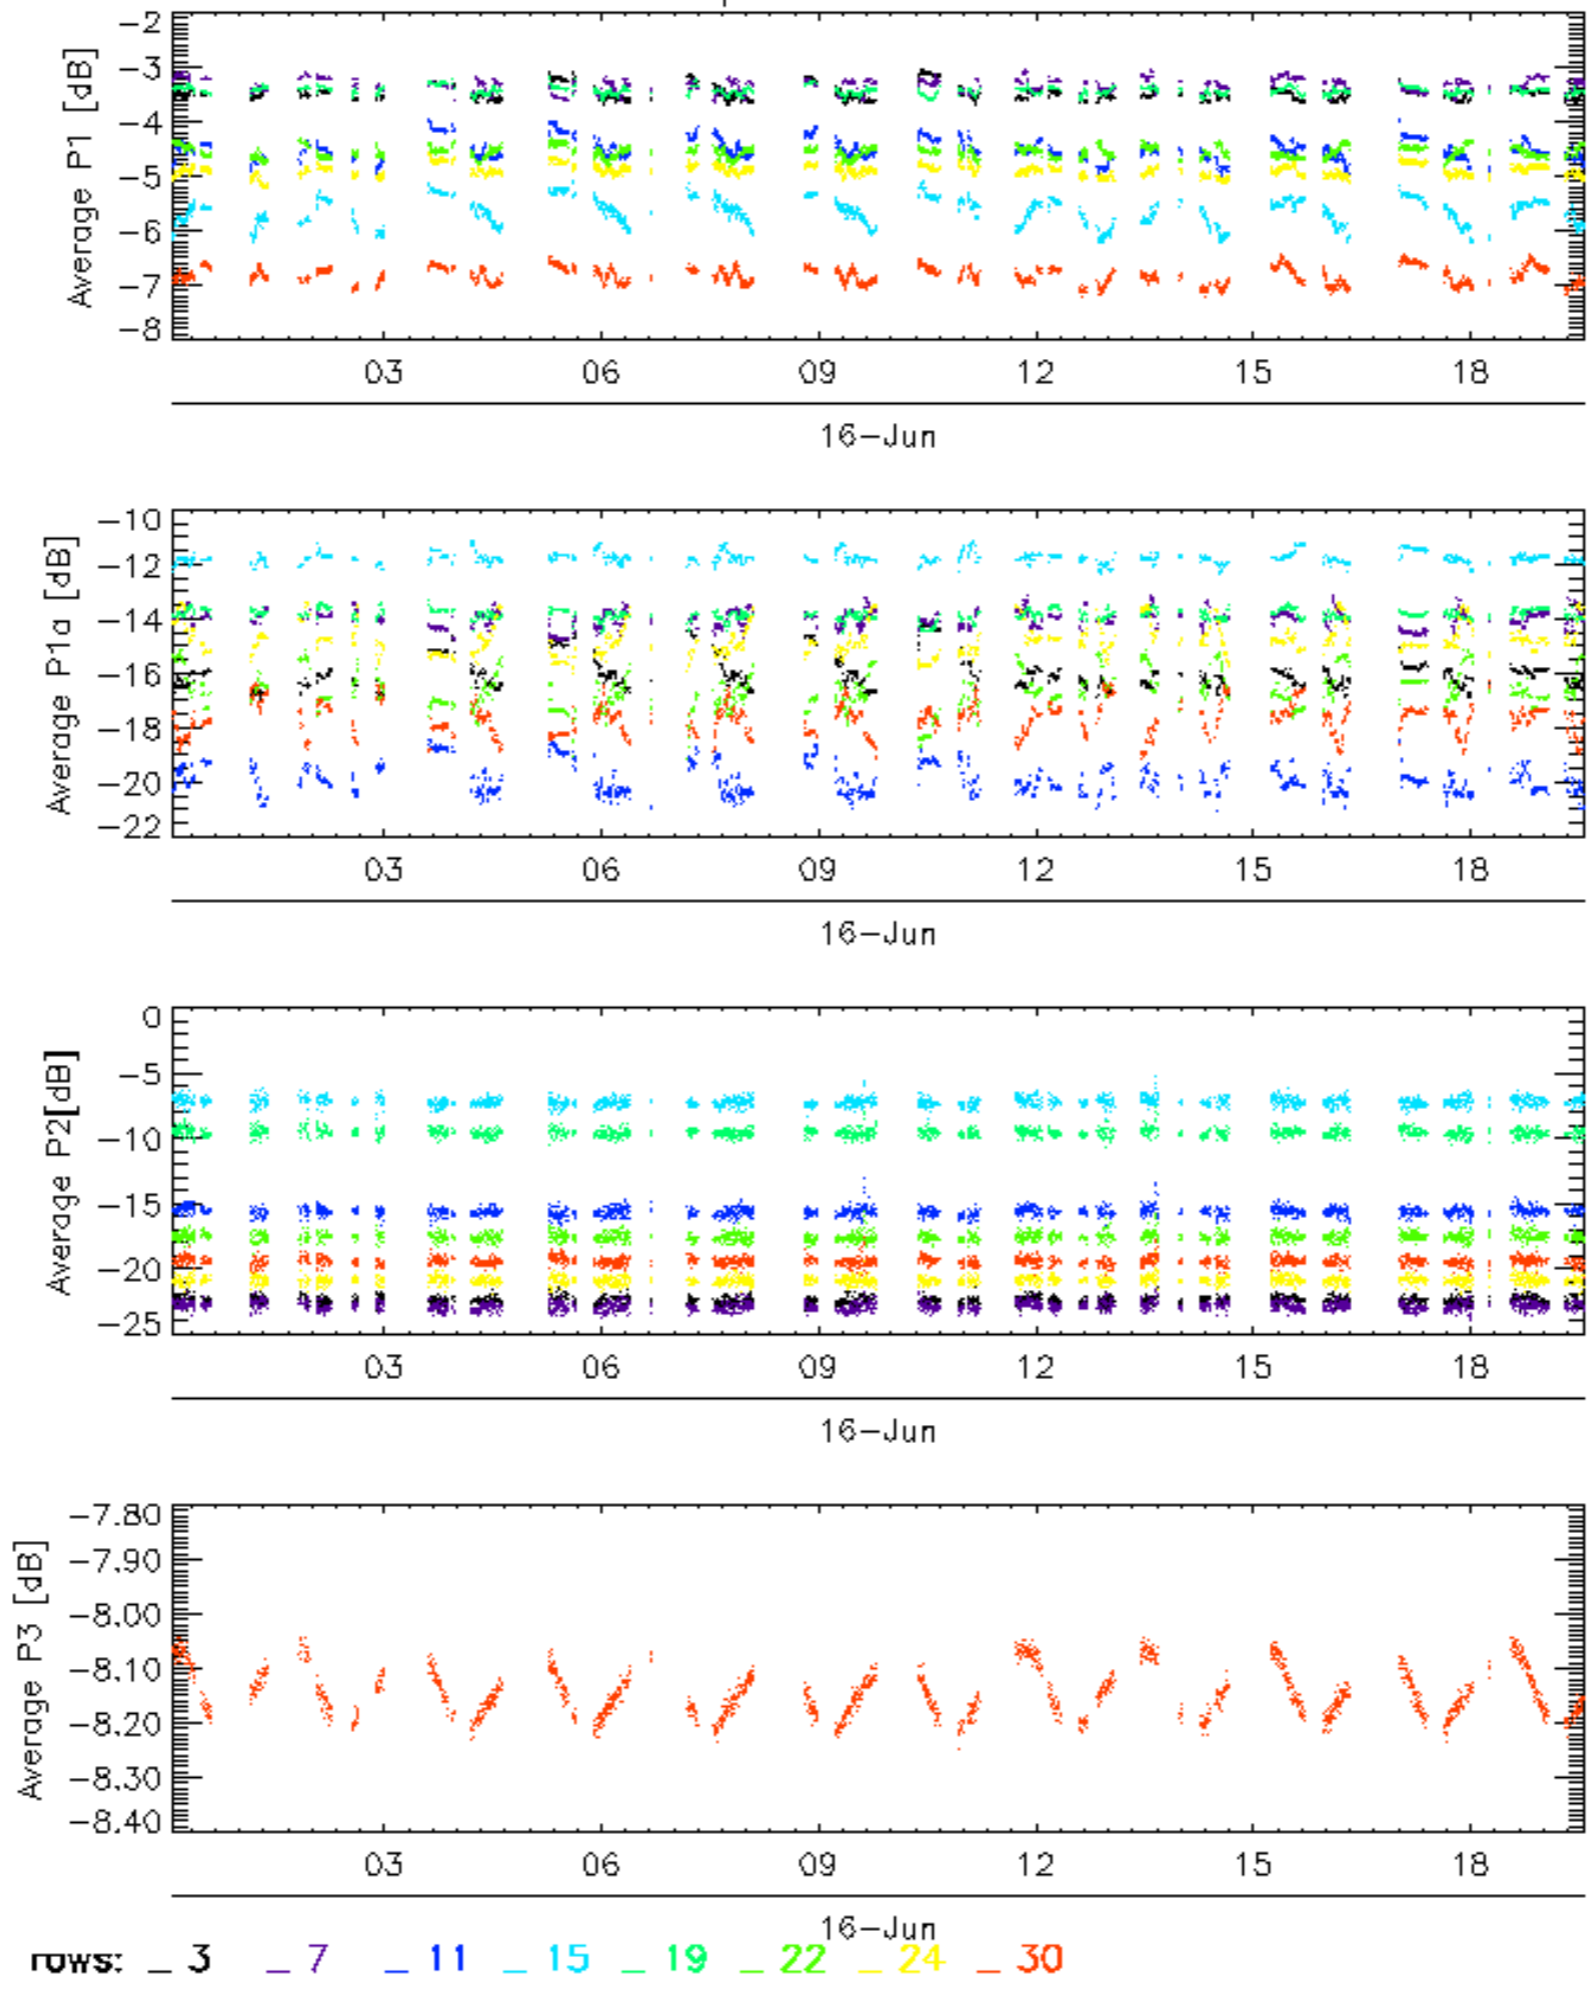 Average P1 [dB]
-2
-3
-4
-5
-6
-7
-8
03 06 09 12 15 18
16-Jun
Average P1a [dB]
-10
-12
-14
-16
-18
-20
-22
03 06 09 12 15 18
16-Jun
Average P2[dB]
0
-5
-10
-15
-20
-25
03 06 09 12 15 18
16-Jun
Average P3 [dB]
-7.80
-7.90
-8.00
-8.10
-8.20
-8.30
-8.40
03 06 09 12 15 18
16-Jun
rows: _ 3 _ 7 _ 11 _ 15 _ 19 _ 22 _ 24 _ 30